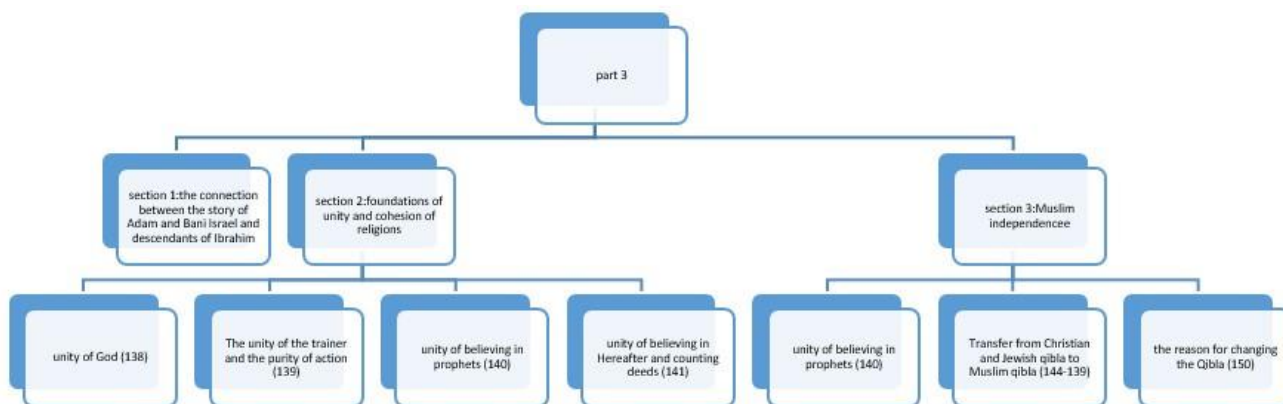 part 3
section 1:the connection
between the story of
Adam and Bani Israel and
descendants of Ibrahim
section 2:foundations of
unity and cohesion of
religions
section 3:Muslim
independencee
unity of God (138)
The unity of the trainer
and the purity of action
(139)
unity of believing in
prophets (140)
unity of believing in
Hereafter and counting
deeds (141)
unity of believing in
prophets (140)
Transfer from Christian
and Jewish qibla to
Muslim qibla (144-139)
the reason for changing
the Qibla (150)